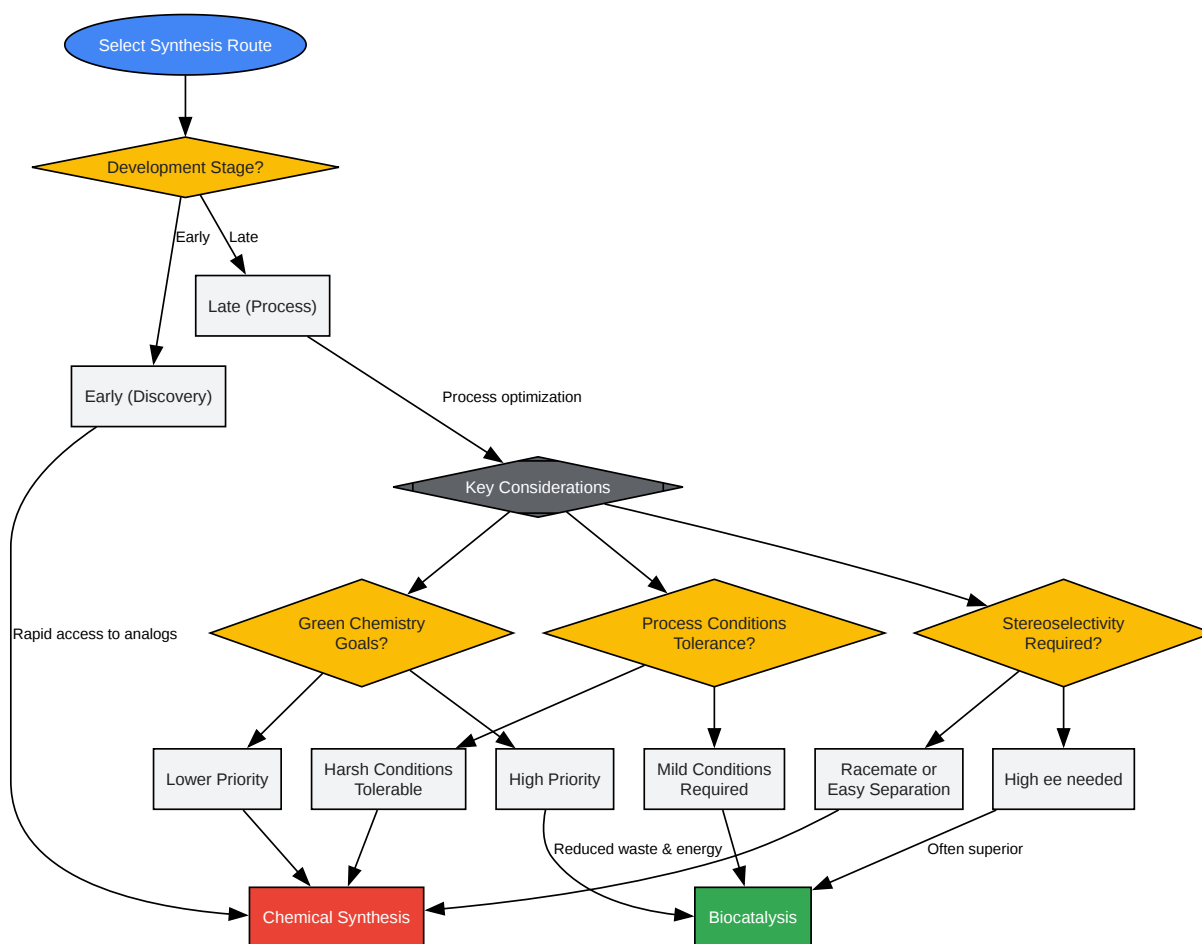 Select Synthesis Route
Development Stage?
Early
Late
Late (Process)
Early (Discovery)
Process optimization
Key Considerations
Rapid access to analogs
Green Chemistry
Goals?
Process Conditions
Tolerance?
Stereoselectivity
Required?
Lower Priority
Harsh Conditions
Tolerable
High Priority
Mild Conditions
Required
Racemate or
Easy Separation
High ee needed
Reduced waste & energy
Often superior
Chemical Synthesis
Biocatalysis